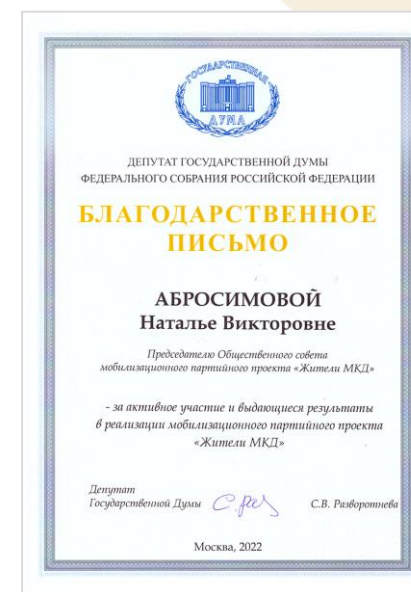 ГОСУДАРСТВЕННАЯ
ДУМА
ДЕПУТАТ ГОСУДАРСТВЕННОЙ ДУМЫ
ФЕДЕРАЛЬНОГО СОБРАНИЯ РОССИЙСКОЙ ФЕДЕРАЦИИ
БЛАГОДАРСТВЕННОЕ
ПИСЬМО
АБРОСИМОВОЙ
Наталье Викторовне
Председателю Общественного совета
мобилизационного партийного проекта «Жители МКД»
- за активное участие и выдающиеся результаты
в реализации мобилизационного партийного проекта
«Жители МКД»
Депутат
Государственной Думы
С.В. Разворотнева
Москва, 2022